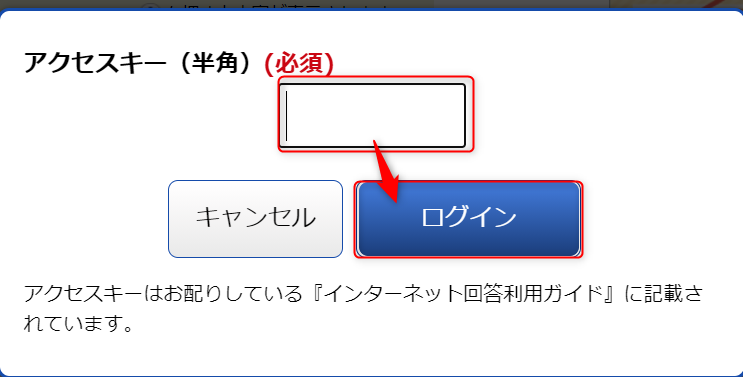 アクセスキー（半角）(必須)
キャンセル
ログイン
アクセスキーはお配りしている『インターネット回答利用ガイド』に記載さ
れています。